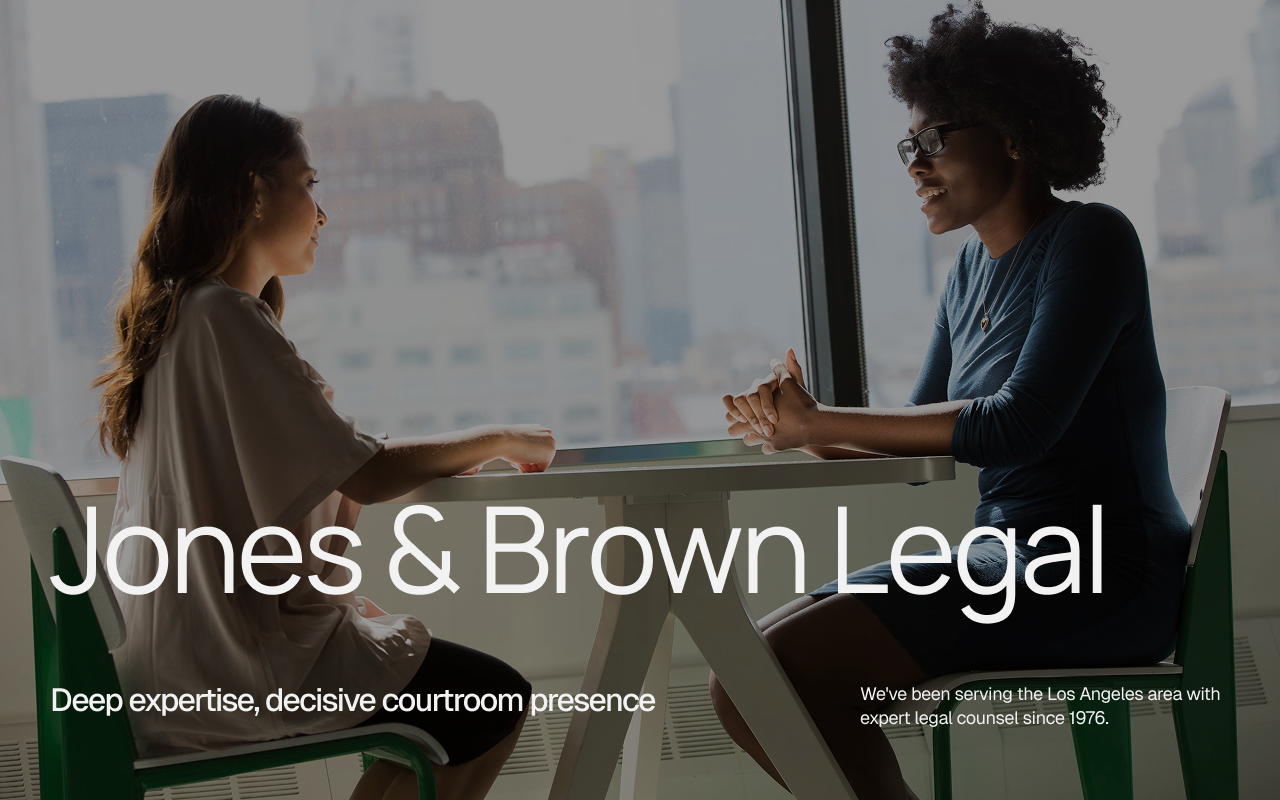 Jones & Brown Legal
Deep expertise, decisive courtroom presence
We've been serving the Los Angeles area with
expert legal counsel since 1976.